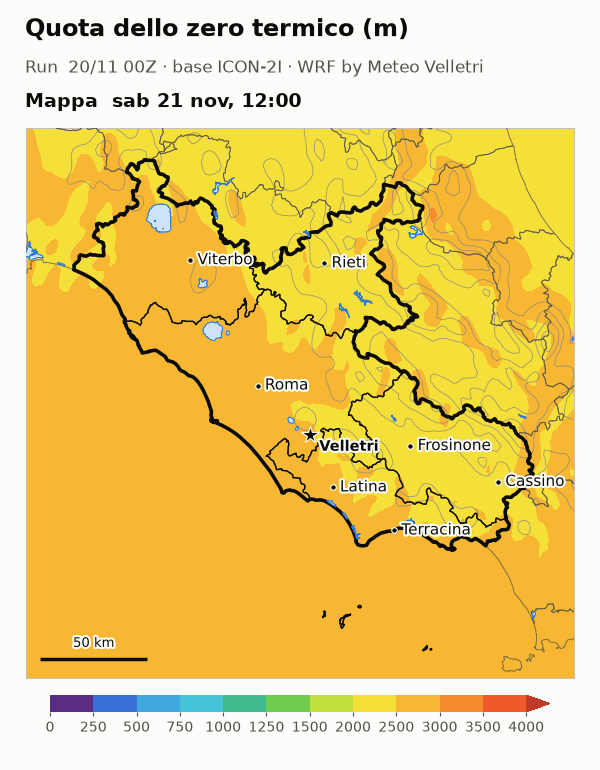 Quota dello zero termico (m)
Run  20/11 00Z · base ICON-2I · WRF by Meteo Velletri
Mappa  sab 21 nov, 12:00
Viterbo
Rieti
Roma
Velletri
Frosinone
Cassino
Latina
Terracina
50 km
0 250 500 750 1000 1250 1500 2000 2500 3000 3500 4000